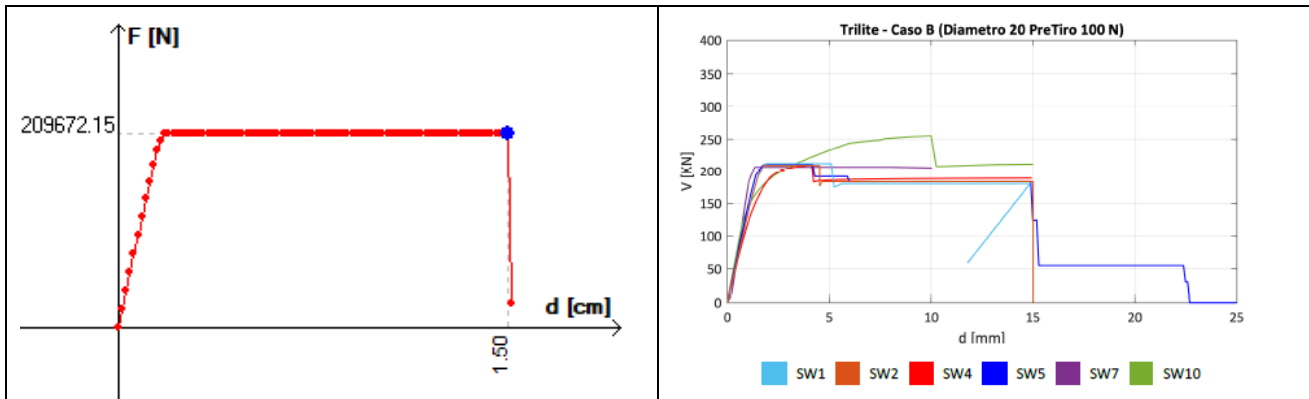 F [N]
209672.15
d [cm]
1.50
Trilite - Caso B (Diametro 20 PreTiro 100 N)
400
350
300
250
200
150
100
50
0
V [KN]
0 5 10 15 20 25
d [mm]
SW1 SW2 SW4 SW5 SW7 SW10